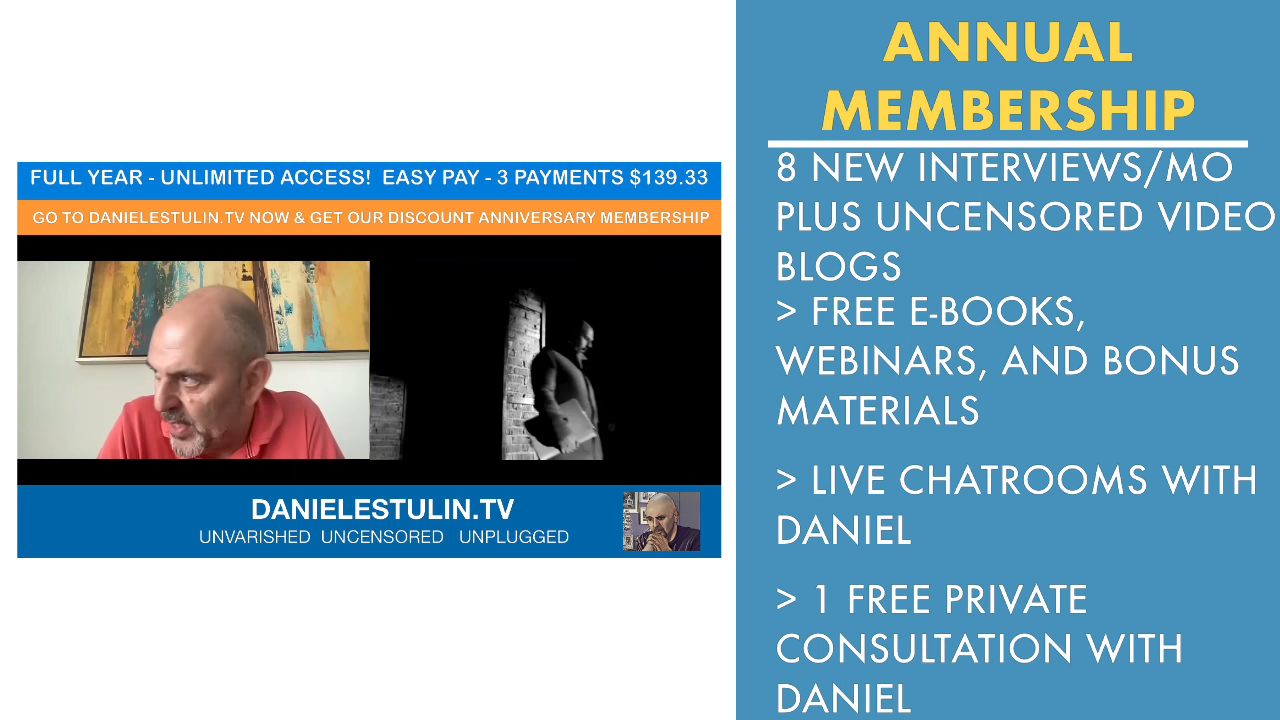 FULL YEAR - UNLIMITED ACCESS! EASY PAY - 3 PAYMENTS $139.33
GO TO DANIELESTULIN.TV NOW & GET OUR DISCOUNT ANNIVERSARY MEMBERSHIP
DANIELESTULIN.TV
UNVARISHED UNCENSORED UNPLUGGED
ANNUAL
MEMBERSHIP
8 NEW INTERVIEWS/MO
PLUS UNCENSORED VIDEO
BLOGS
> FREE E-BOOKS,
WEBINARS, AND BONUS
MATERIALS
> LIVE CHATROOMS WITH
DANIEL
> 1 FREE PRIVATE
CONSULTATION WITH
DANIEL